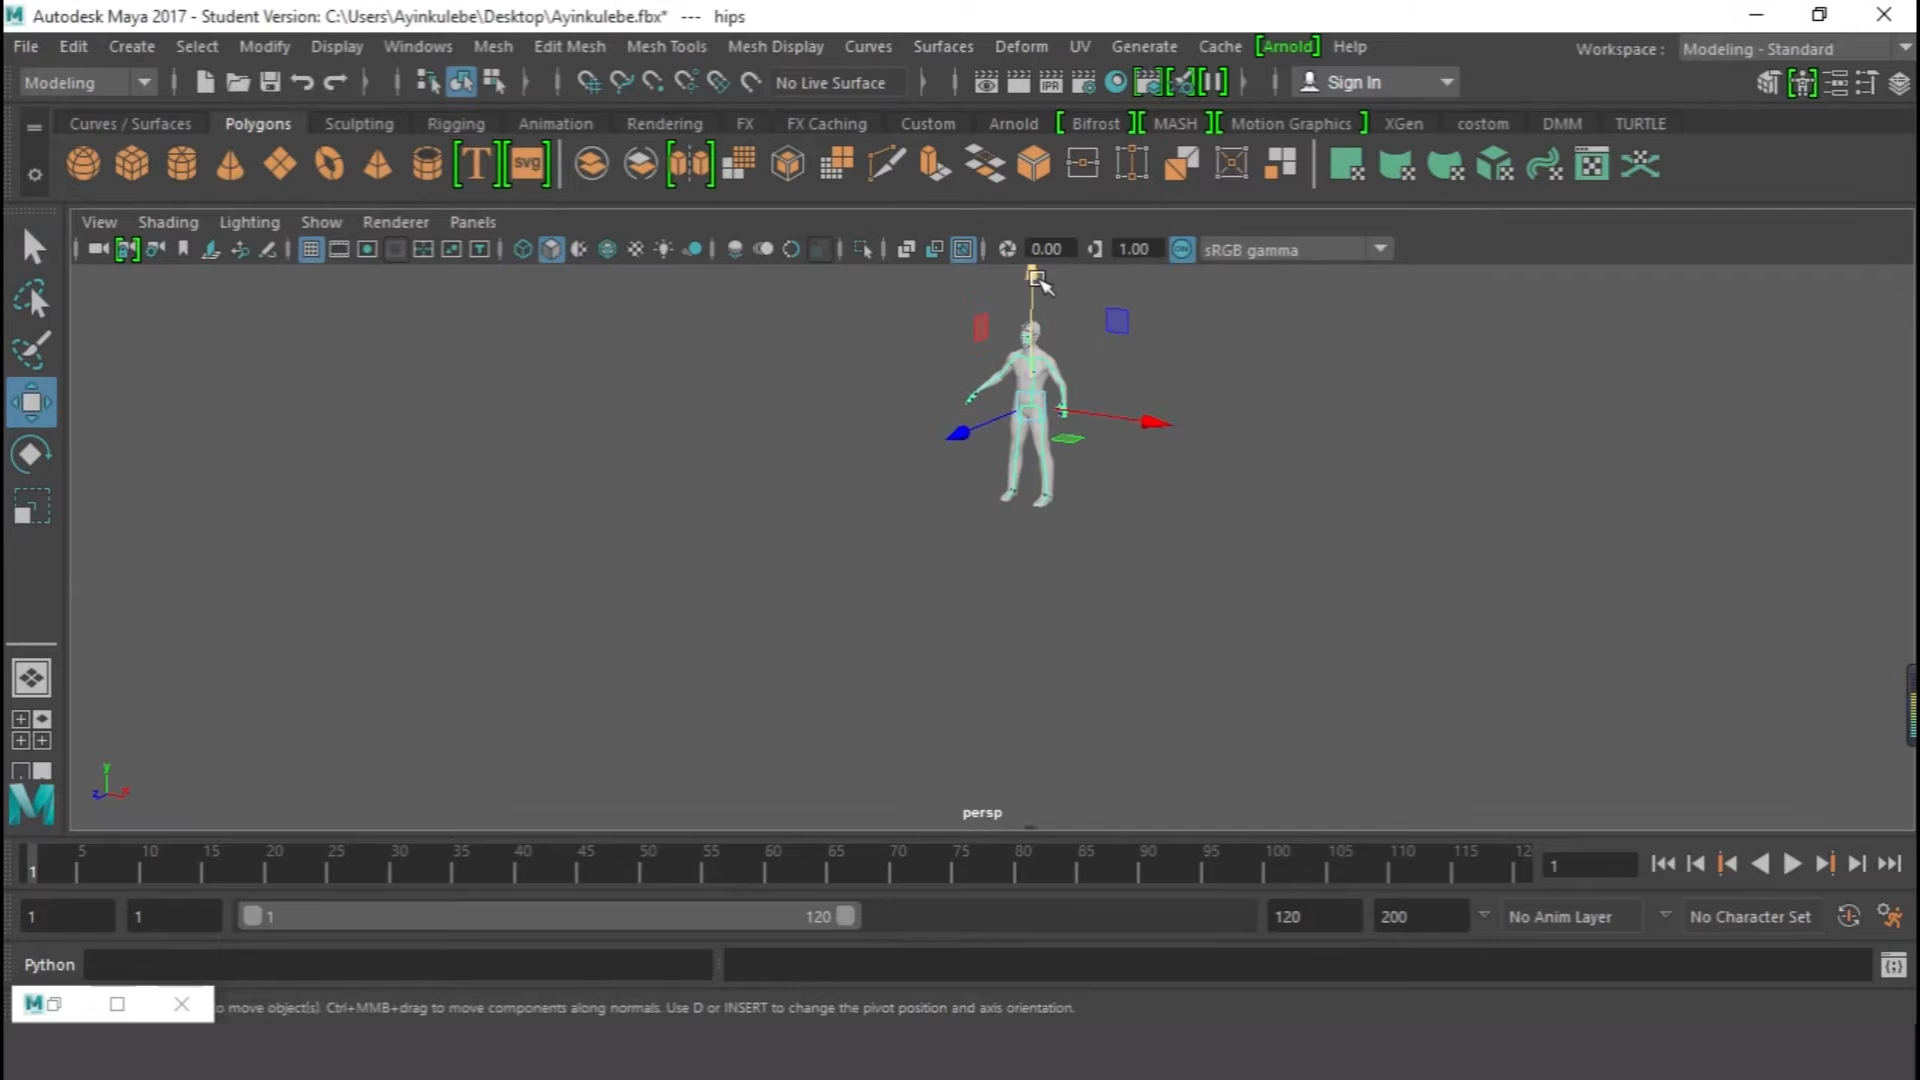 Autodesk Maya 2017 - Student Version: C:\Users\Ayinkulebe\Desktop\Ayinkulebe.fbx* --- hips
File Edit Create Select Modify Display Windows Mesh Edit Mesh Mesh Tools Mesh Display Curves Surfaces Deform UV Generate Cache [Arnold] Help Workspace : Modeling - Standard
Modeling No Live Surface IPR Sign In
Curves / Surfaces Polygons Sculpting Rigging Animation Rendering FX FX Caching Custom Arnold [ Bifrost ][ MASH ][ Motion Graphics ] XGen costom DMM TURTLE
T SVG
View Shading Lighting Show Renderer Panels
0.00 1.00 ON sRGB gamma
y
z x
persp
5 10 15 20 25 30 35 40 45 50 55 60 65 70 75 80 85 90 95 100 105 110 115 12
1 1
1 1 1 120 120 200 No Anim Layer No Character Set
Python
M o move object(s). Ctrl+MMB+drag to move components along normals. Use D or INSERT to change the pivot position and axis orientation.